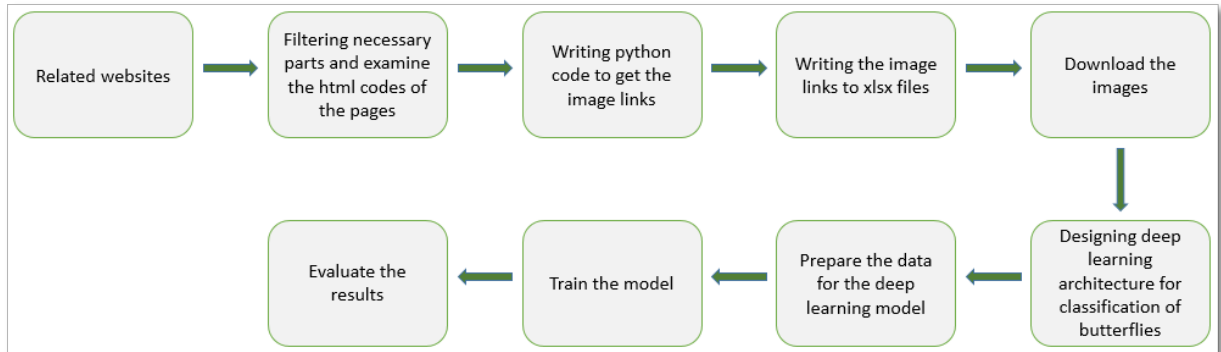 Related websites
Filtering necessary
parts and examine
the html codes of
the pages
Writing python
code to get the
image links
Writing the image
links to xlsx files
Download the
images
Designing deep
learning
architecture for
classification of
butterflies
Prepare the data
for the deep
learning model
Train the model
Evaluate the
results